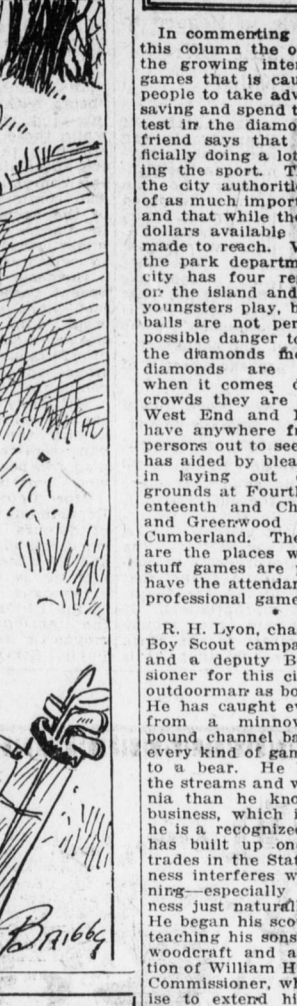 In commenting
this column the o
the growing inter
games that is cau
people to take adv
saving and spend t
test in the diamo
friend says that
ficially doing a lot
ing the sport. T
the city authoriti
of as much import
and that while the
dollars available
made to reach. V
the park departm
city has four re
on the island and
youngsters play, h
balls are not per
possible danger to
the diamonds the
diamonds are
when it comes d
crowds they are
West End and I
have anywhere fr
persons out to see
has aided by blea
in laying out
grounds at Fourth
enteenth and Ch
and Greenwood
Cumberland. The
are the places w
stuff games are
have the attendan
professional game
*
R. H. Lyon, cha
Boy Scout campa
and a deputy B
sioner for this ci
outdoorman as bo
He has caught ev
from a minnow
pound channel ba
every kind of gam
to a bear. He
the streams and w
nia than he kno
business, which i
he is a recognized
has built up on
trades in the Stat
ness interferes w
ning—especially
ness just naturall
He began his sco
teaching his sons
woodcraft and a
tion of William H
Commissioner, wh
ise to extend h
BRIGGS